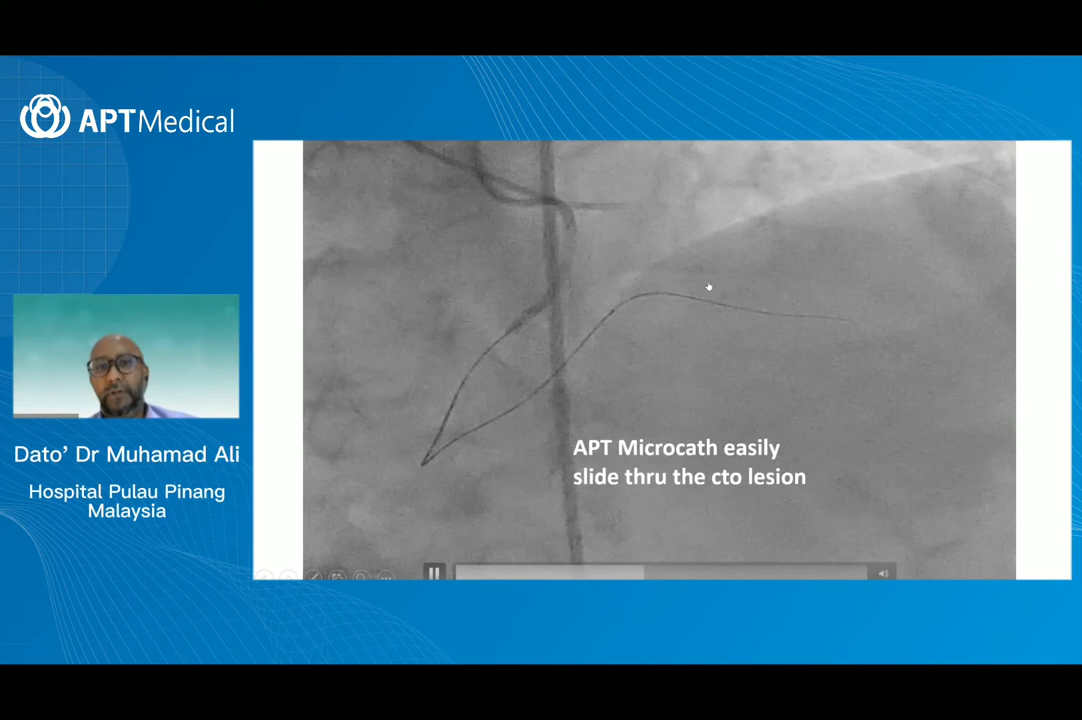 APTMedical
APT Microcath easily
slide thru the cto lesion
Dato’ Dr Muhamad Ali
Hospital Pulau Pinang
Malaysia